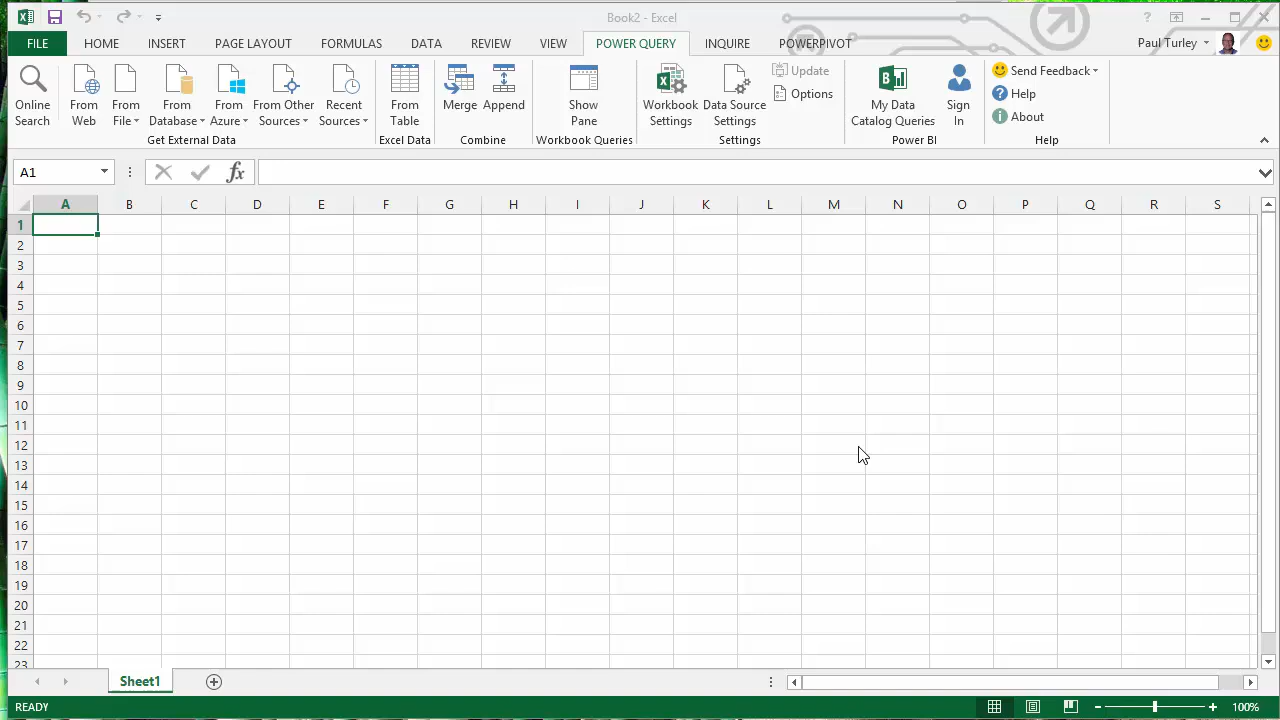 Book2 - Excel
?
FILE HOME INSERT PAGE LAYOUT FORMULAS DATA REVIEW VIEW POWER QUERY INQUIRE POWERPIVOT Paul Turley
Online Search
From Web
From File
From Database
From Azure
From Other Sources
Recent Sources
Get External Data
From Table
Excel Data
Merge
Append
Combine
Show Pane
Workbook Queries
Workbook Settings
Data Source Settings
Update
Options
Settings
My Data Catalog Queries
Sign In
Power BI
Send Feedback
Help
About
Help
A1
fx
A B C D E F G H I J K L M N O P Q R S
1
2
3
4
5
6
7
8
9
10
11
12
13
14
15
16
17
18
19
20
21
22
23
Sheet1
READY
100%